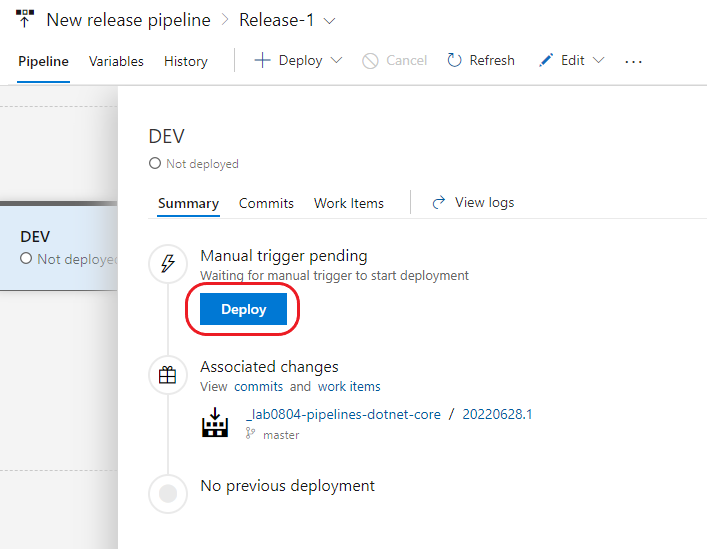 New release pipeline > Release-1
Pipeline Variables History Deploy Cancel Refresh Edit ...
DEV
Not deployed
Summary Commits Work Items View logs
DEV
Not deployed
Manual trigger pending
Waiting for manual trigger to start deployment
Deploy
Associated changes
View commits and work items
_lab0804-pipelines-dotnet-core / 20220628.1
master
No previous deployment